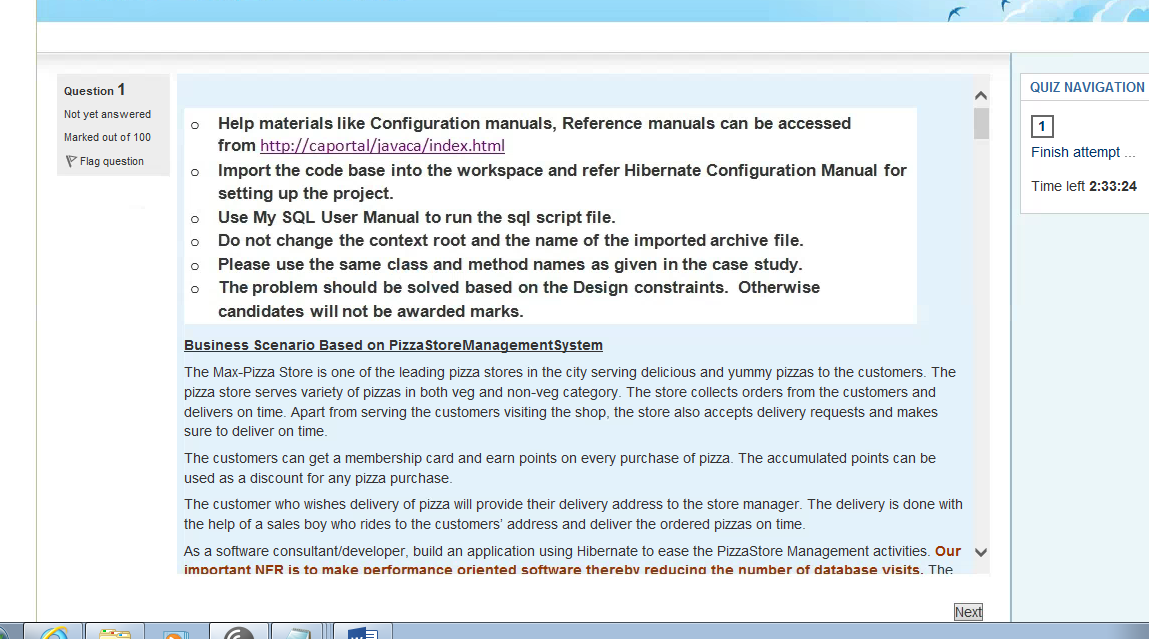 Question 1
Not yet answered
Marked out of 100
Flag question
o Help materials like Configuration manuals, Reference manuals can be accessed
from http://caportal/javaca/index.html
o Import the code base into the workspace and refer Hibernate Configuration Manual for
setting up the project.
o Use My SQL User Manual to run the sql script file.
o Do not change the context root and the name of the imported archive file.
o Please use the same class and method names as given in the case study.
o The problem should be solved based on the Design constraints. Otherwise
candidates will not be awarded marks.
Business Scenario Based on PizzaStoreManagementSystem
The Max-Pizza Store is one of the leading pizza stores in the city serving delicious and yummy pizzas to the customers. The
pizza store serves variety of pizzas in both veg and non-veg category. The store collects orders from the customers and
delivers on time. Apart from serving the customers visiting the shop, the store also accepts delivery requests and makes
sure to deliver on time.
The customers can get a membership card and earn points on every purchase of pizza. The accumulated points can be
used as a discount for any pizza purchase.
The customer who wishes delivery of pizza will provide their delivery address to the store manager. The delivery is done with
the help of a sales boy who rides to the customers' address and deliver the ordered pizzas on time.
As a software consultant/developer, build an application using Hibernate to ease the PizzaStore Management activities. Our
important NFR is to make performance oriented software thereby reducing the number of database visits. The
Next
QUIZ NAVIGATION
1
Finish attempt ...
Time left 2:33:24